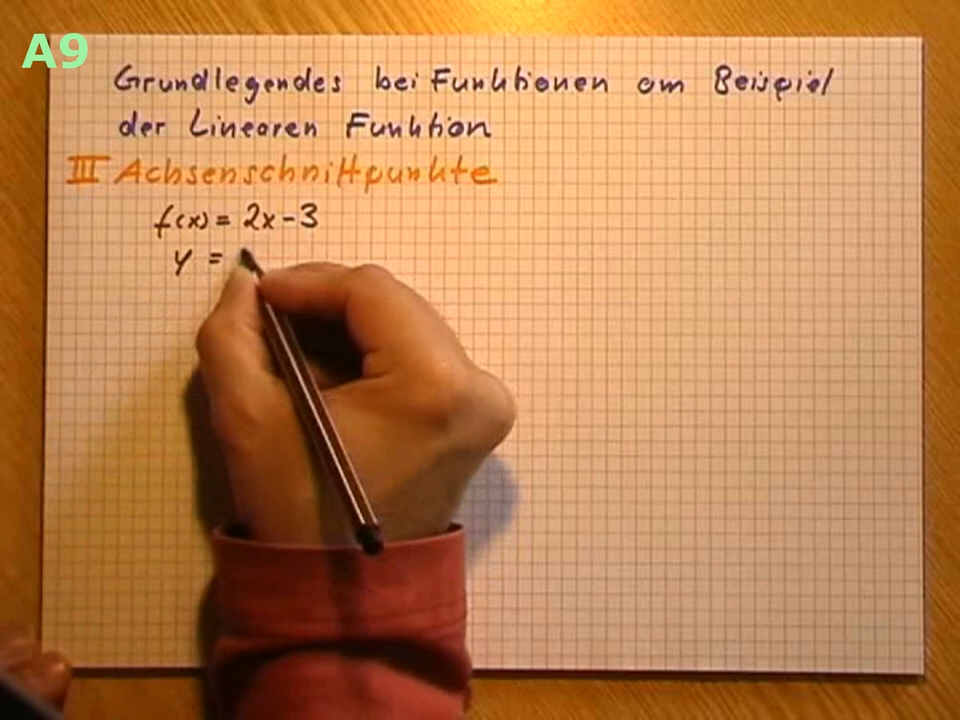 A9
Grundlegendes bei Funktionen am Beispiel
der Linearen Funktion
III Achsenschnittpunkte
f(x) = 2x - 3
y =